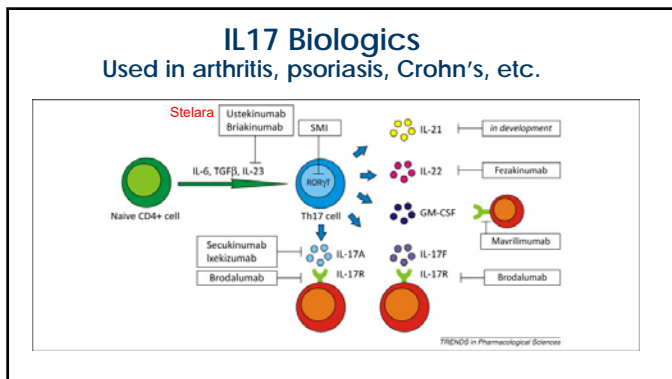 IL17 Biologics
Used in arthritis, psoriasis, Crohn's, etc.
Stelara
Ustekinumab
Briakinumab
SMI
IL-21
in development
IL-6, TGFβ, IL-23
RORγT
IL-22
Fezakinumab
Naive CD4+ cell
Th17 cell
GM-CSF
Mavrilimumab
Secukinumab
Ixekizumab
IL-17A
IL-17F
Brodalumab
IL-17R
IL-17R
Brodalumab
TRENDS in Pharmacological Sciences